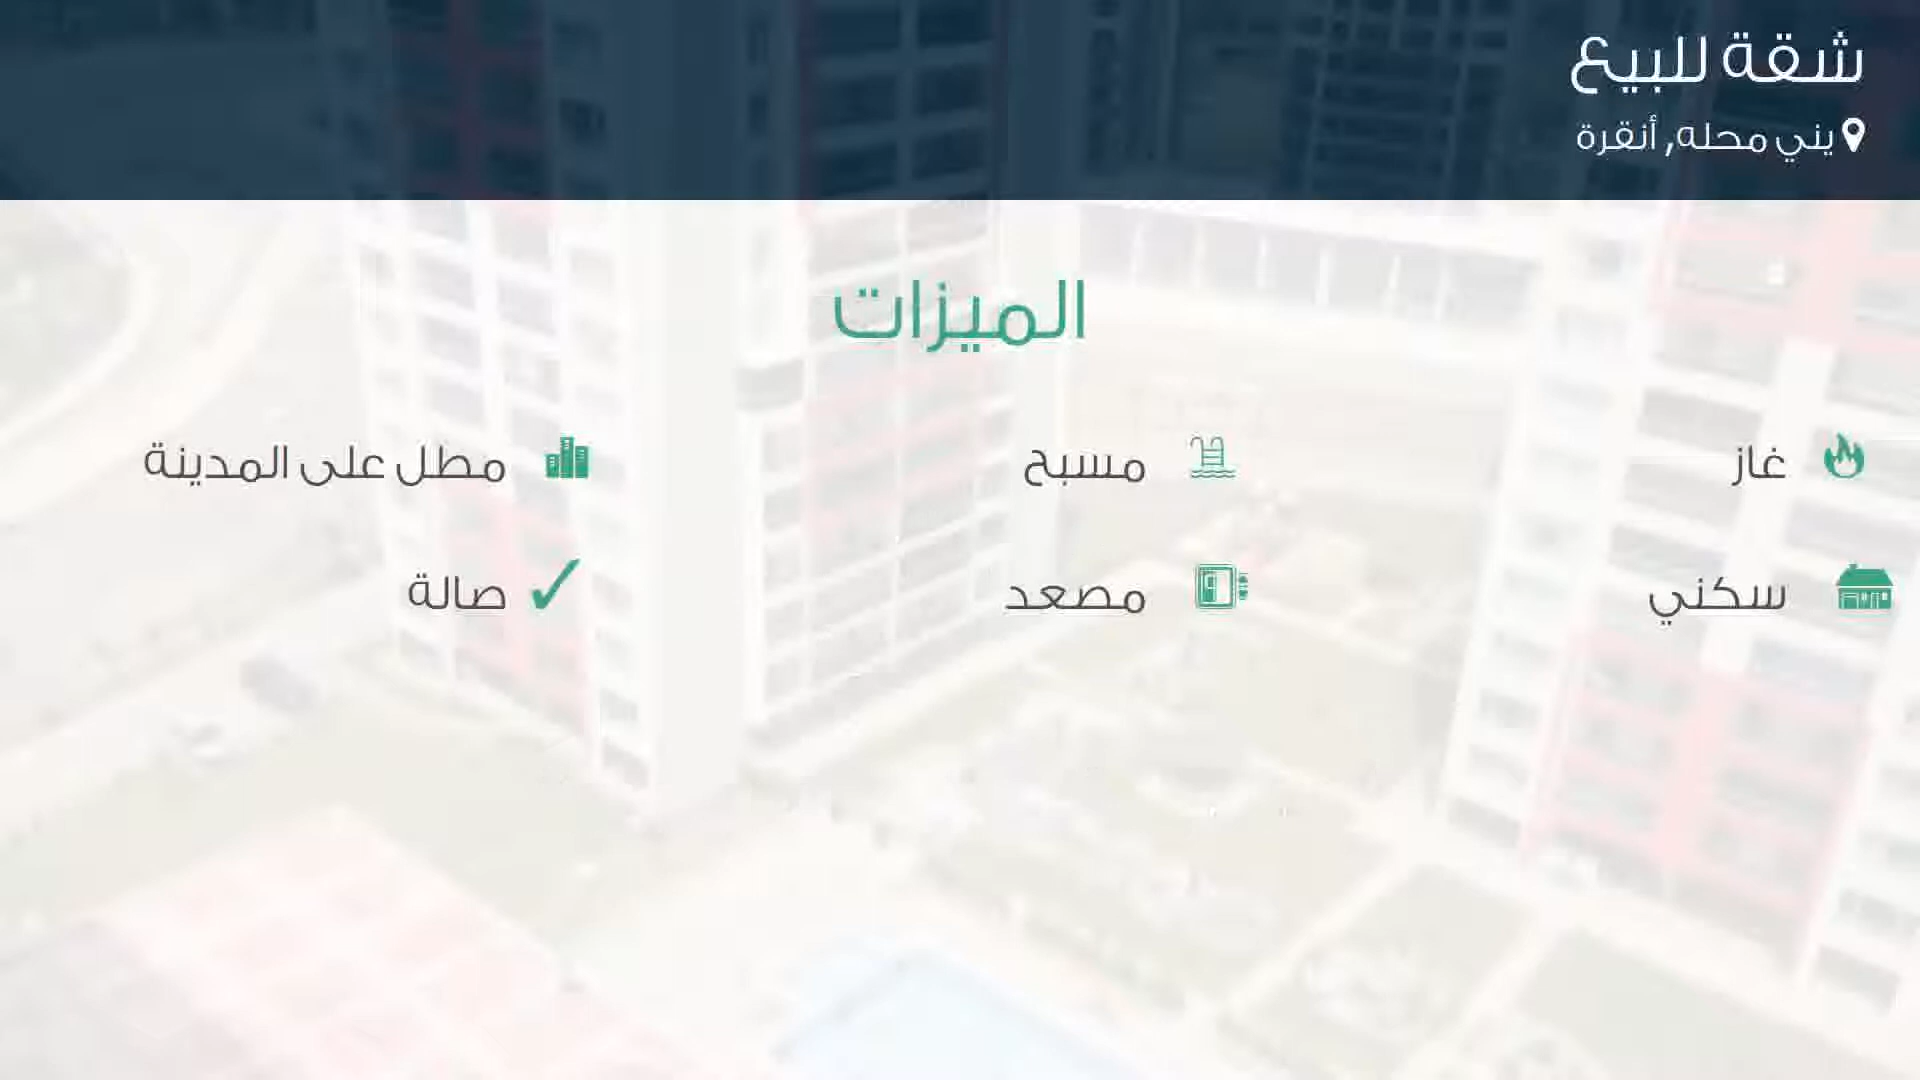 شقة للبيع
يني محله, أنقرة
الميزات
غاز
مسبح
مطل على المدينة
سكني
مصعد
صالة